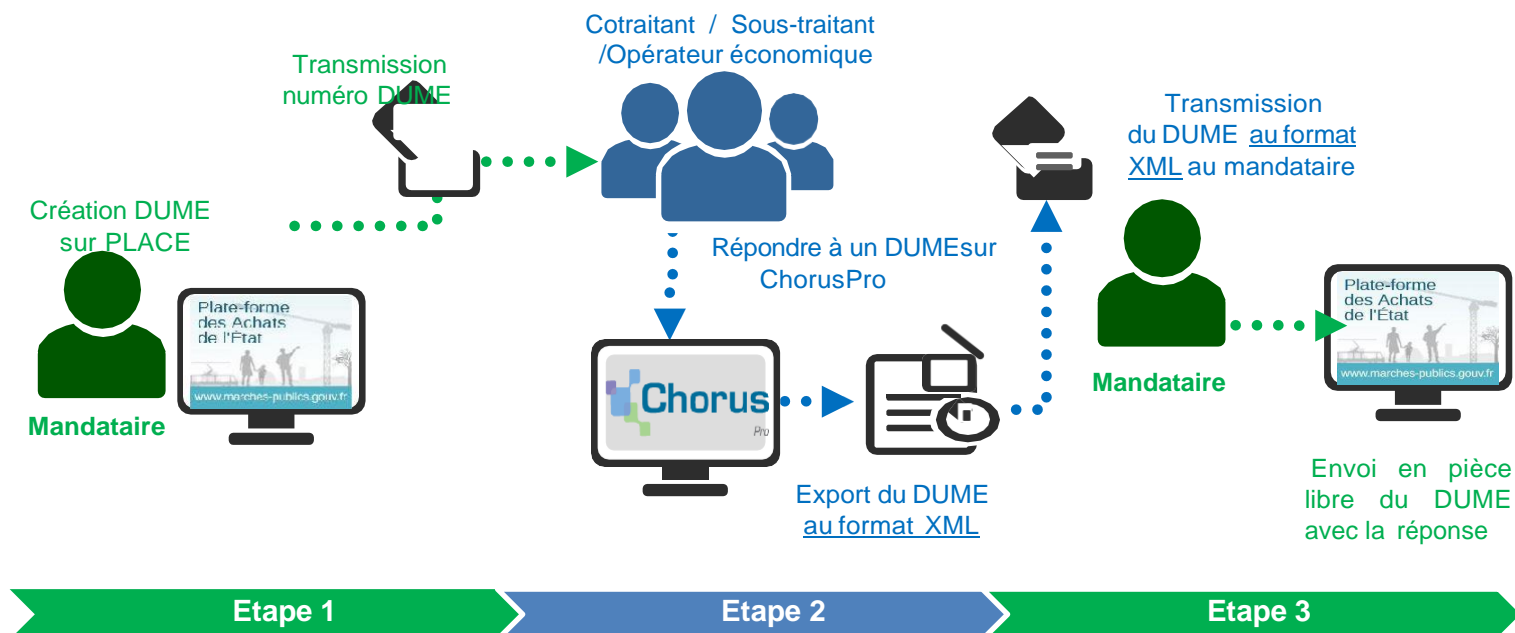 Cotraitant / Sous-traitant
/Opérateur économique
Transmission
numéro DUME
Transmission
du DUME au format
XML au mandataire
Création DUME
sur PLACE
Répondre à un DUMEsur
ChorusPro
Plate-forme
des Achats
de l'État
www.marches-publics.gouv.fr
Mandataire
Chorus
Pro
Export du DUME
au format XML
Mandataire
Plate-forme
des Achats
de l'État
www.marches-publics.gouv.fr
Envoi en pièce
libre du DUME
avec la réponse
Etape 1
Etape 2
Etape 3